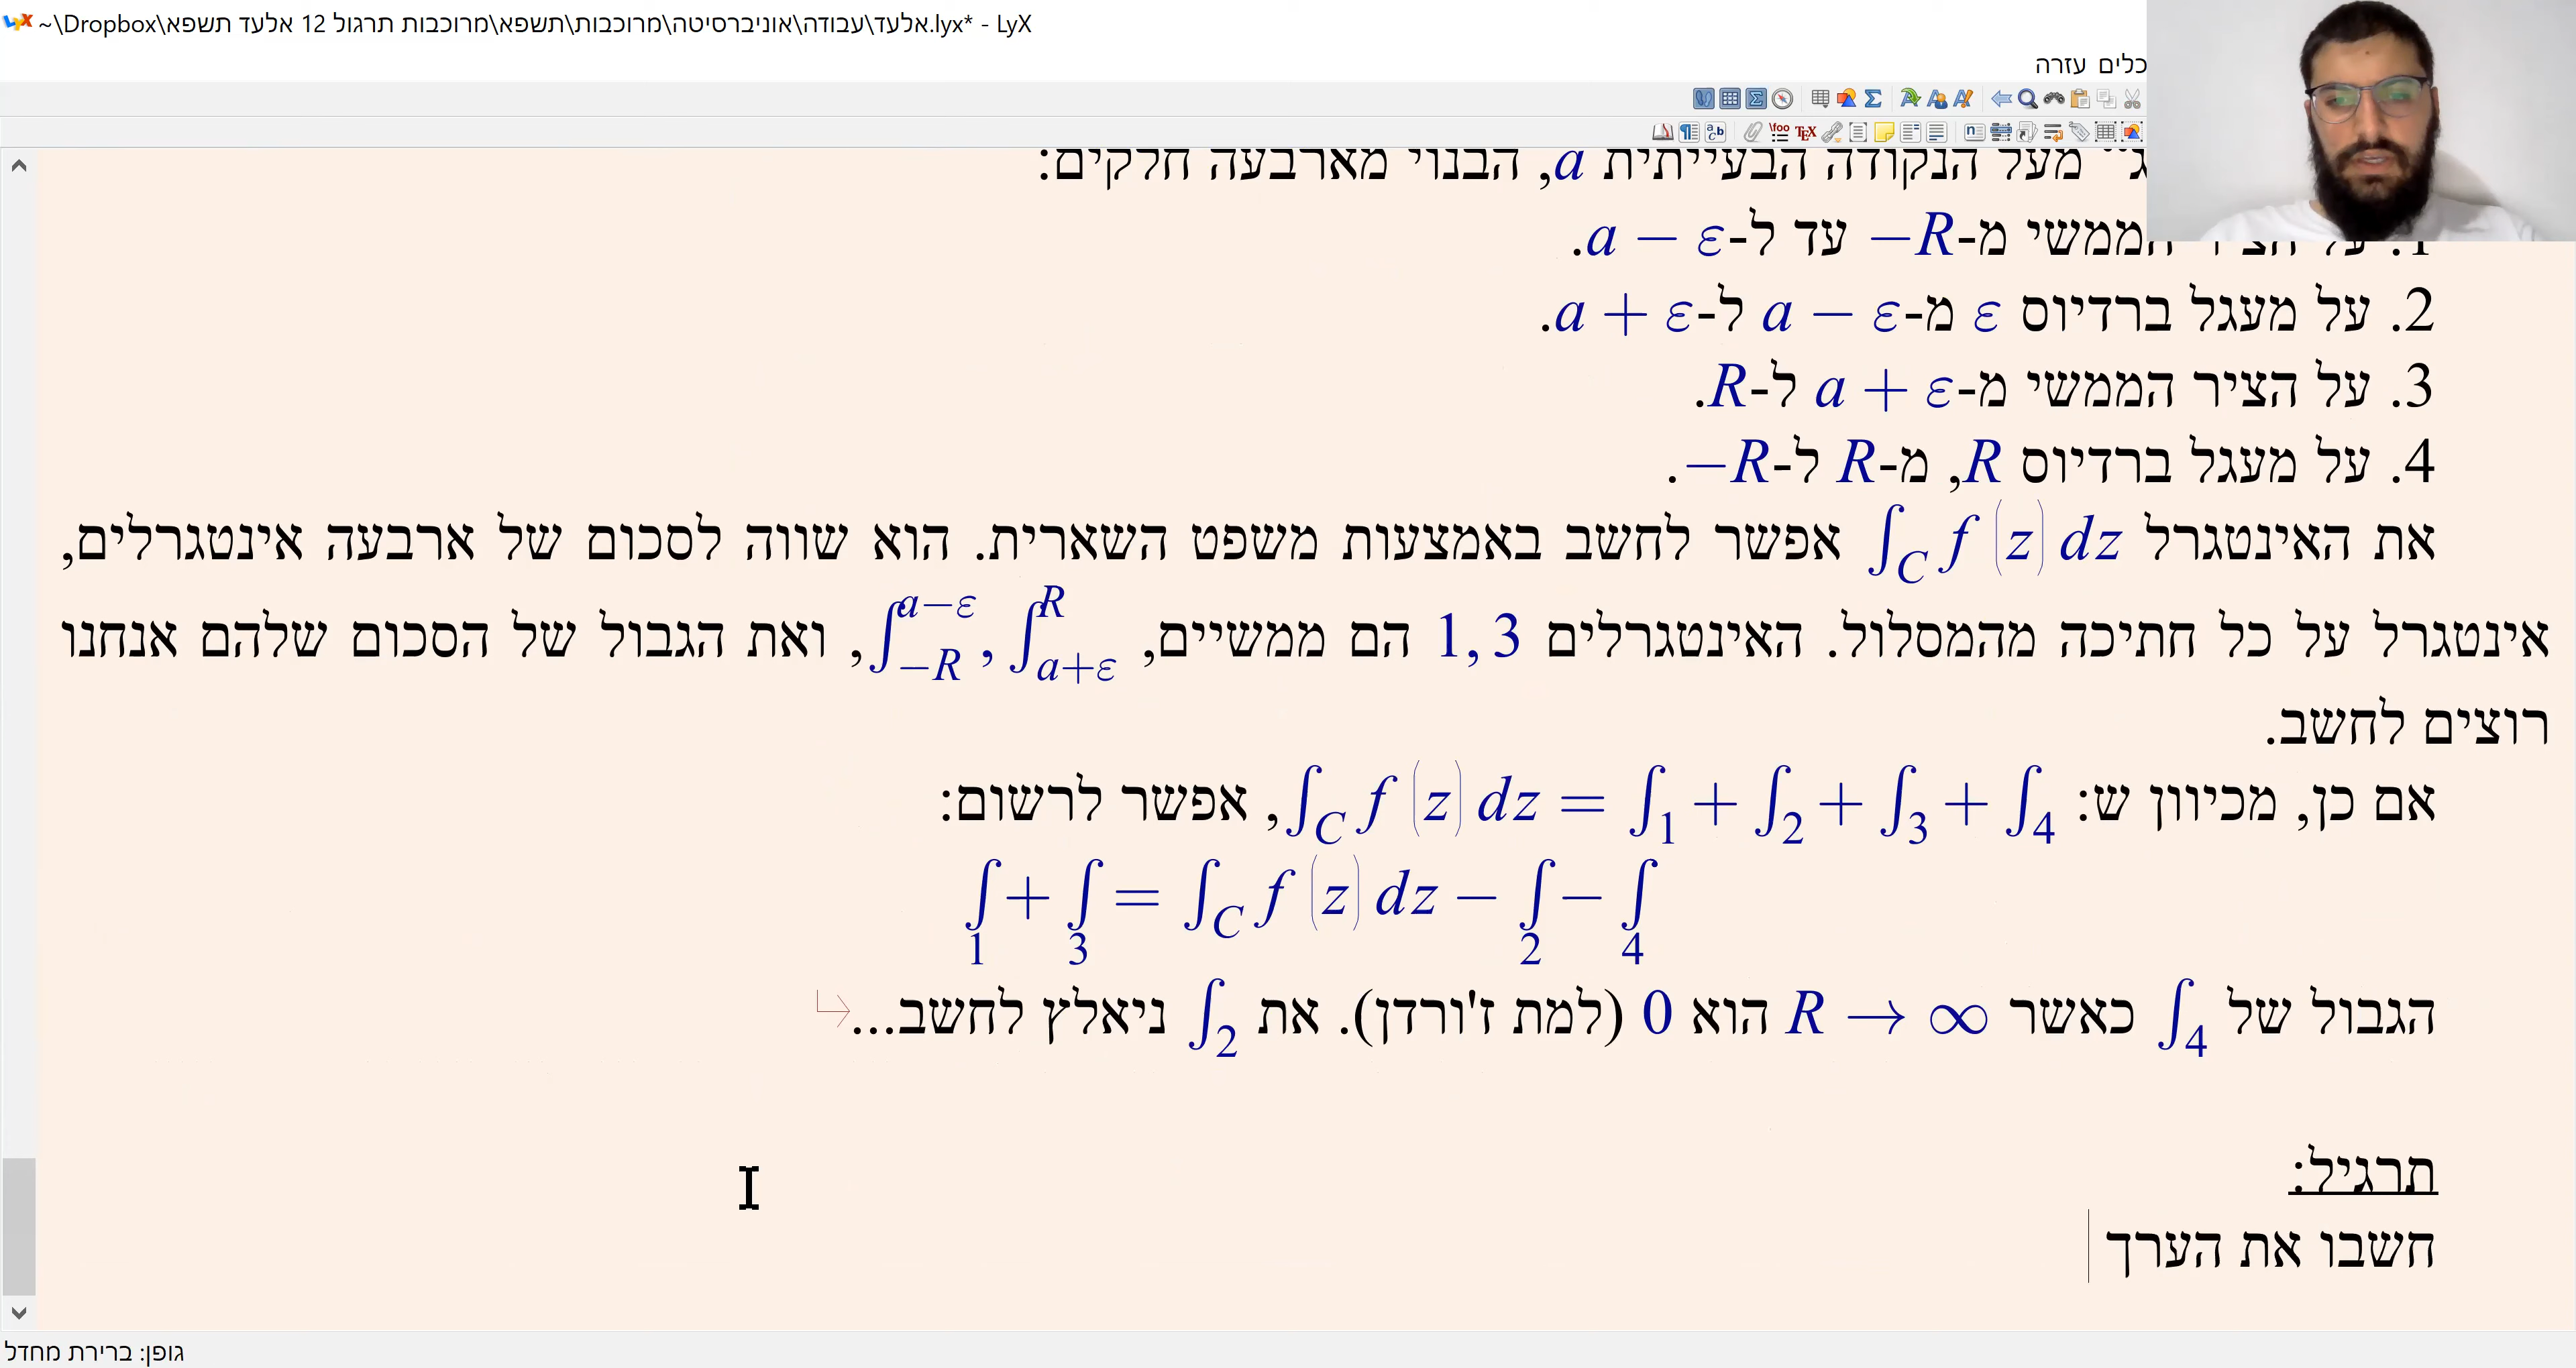 ~\Dropbox\אלעד\עבודה\אוניברסיטה\מרוכבות\תשפא\מרוכבות תרגול 12 אלעד תשפא.lyx* - LyX
כלים עזרה
מעל הנקודה הבעייתית a, הבנוי מארבעה חלקים:
1. על הציר הממשי מ-−R עד ל-a − ε.
2. על מעגל ברדיוס ε מ-a − ε ל-a + ε.
3. על הציר הממשי מ-a + ε ל-R.
4. על מעגל ברדיוס R, מ-R ל-−R.
את האינטגרל ∫_C f (z) dz אפשר לחשב באמצעות משפט השארית. הוא שווה לסכום של ארבעה אינטגרלים,
אינטגרל על כל חתיכה מהמסלול. האינטגרלים 1, 3 הם ממשיים, ∫_{−R}^{a−ε}, ∫_{a+ε}^{R}, ואת הגבול של הסכום שלהם אנחנו
רוצים לחשב.
אם כן, מכיוון ש: ∫_C f (z) dz = ∫_1 + ∫_2 + ∫_3 + ∫_4, אפשר לרשום:
∫_1 + ∫_3 = ∫_C f (z) dz − ∫_2 − ∫_4
הגבול של ∫_4 כאשר R → ∞ הוא 0 (למת ז'ורדן). את ∫_2 ניאלץ לחשב...
תרגיל:
חשבו את הערך
גופן: ברירת מחדל